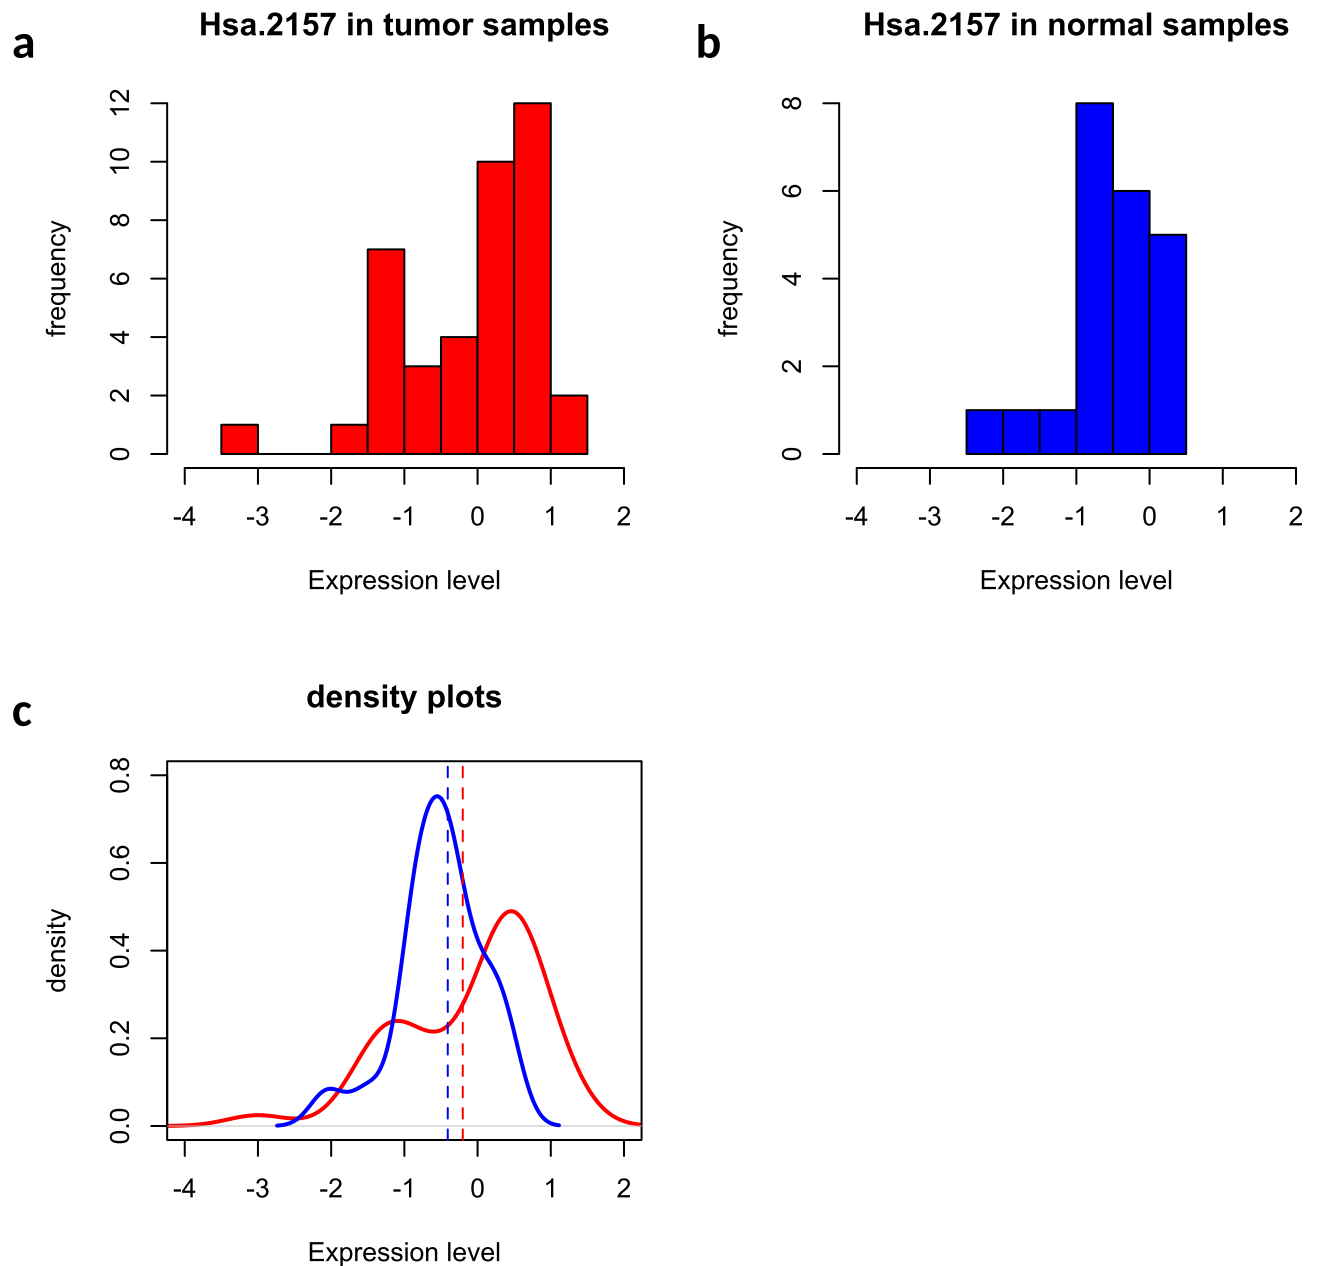 a
Hsa.2157 in tumor samples
frequency
12
10
8
6
4
2
0
-4 -3 -2 -1 0 1 2
Expression level
b
Hsa.2157 in normal samples
frequency
8
6
4
2
0
-4 -3 -2 -1 0 1 2
Expression level
c
density plots
density
0.8
0.6
0.4
0.2
0.0
-4 -3 -2 -1 0 1 2
Expression level